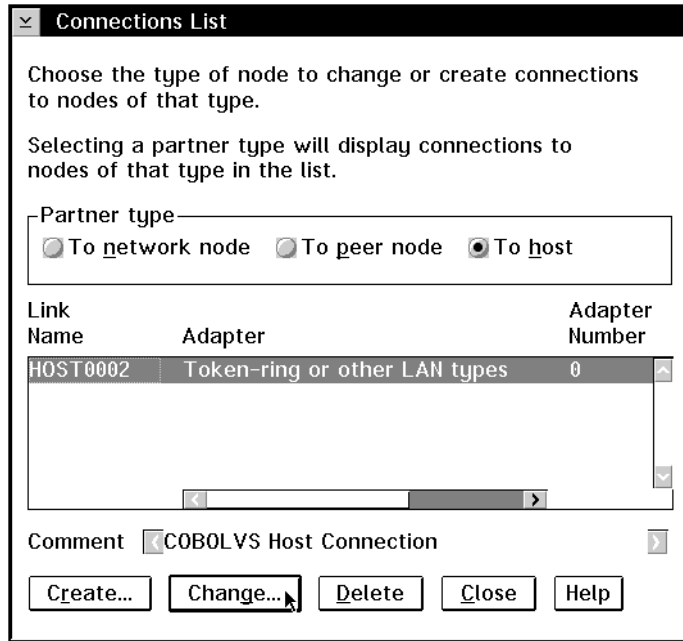 Connections List
Choose the type of node to change or create connections
to nodes of that type.
Selecting a partner type will display connections to
nodes of that type in the list.
Partner type
To network node To peer node To host
Link Adapter
Name Adapter Number
HOST0002 Token-ring or other LAN types 0
Comment COBOLVS Host Connection
Create... Change... Delete Close Help